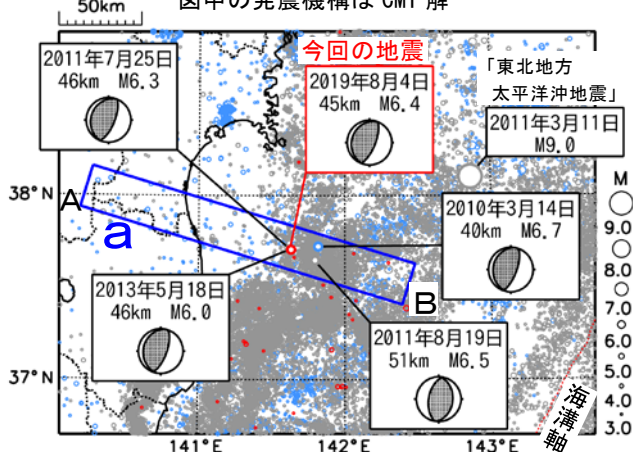 50km
図中の発震機構は CMT 解
2011年7月25日
46km M6.3
今回の地震
2019年8月4日
45km M6.4
「東北地方
太平洋沖地震」
2011年3月11日
M9.0
38°N
A
a
2010年3月14日
40km M6.7
M
9.0
8.0
7.0
6.0
5.0
4.0
3.0
2013年5月18日
46km M6.0
B
2011年8月19日
51km M6.5
37°N
海溝軸
141°E
142°E
143°E